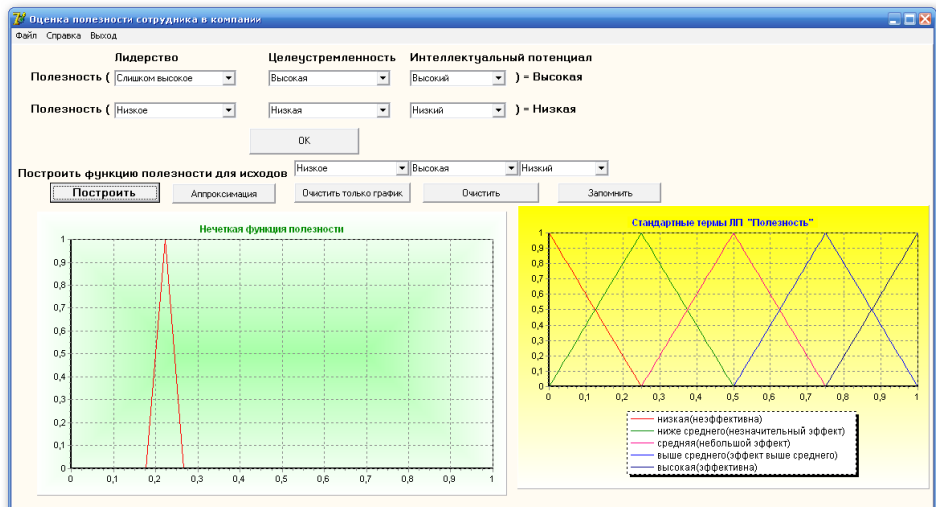 Оценка полезности сотрудника в компании
Файл Справка Выход
Лидерство Целеустремленность Интеллектуальный потенциал
Полезность ( Слишком высокое Высокая Высокий ) = Высокая
Полезность ( Низкое Низкая Низкий ) = Низкая
OK
Построить функцию полезности для исходов Низкое Высокая Низкий
Построить Аппроксимация Очистить только график Очистить Запомнить
Нечеткая функция полезности
1
0,9
0,8
0,7
0,6
0,5
0,4
0,3
0,2
0,1
0
0 0,1 0,2 0,3 0,4 0,5 0,6 0,7 0,8 0,9 1
Стандартные термы ЛП "Полезность"
1
0,9
0,8
0,7
0,6
0,5
0,4
0,3
0,2
0,1
0
0 0,1 0,2 0,3 0,4 0,5 0,6 0,7 0,8 0,9 1
низкая(неэффективна)
ниже среднего(незначительный эффект)
средняя(небольшой эффект)
выше среднего(эффект выше среднего)
высокая(эффективна)